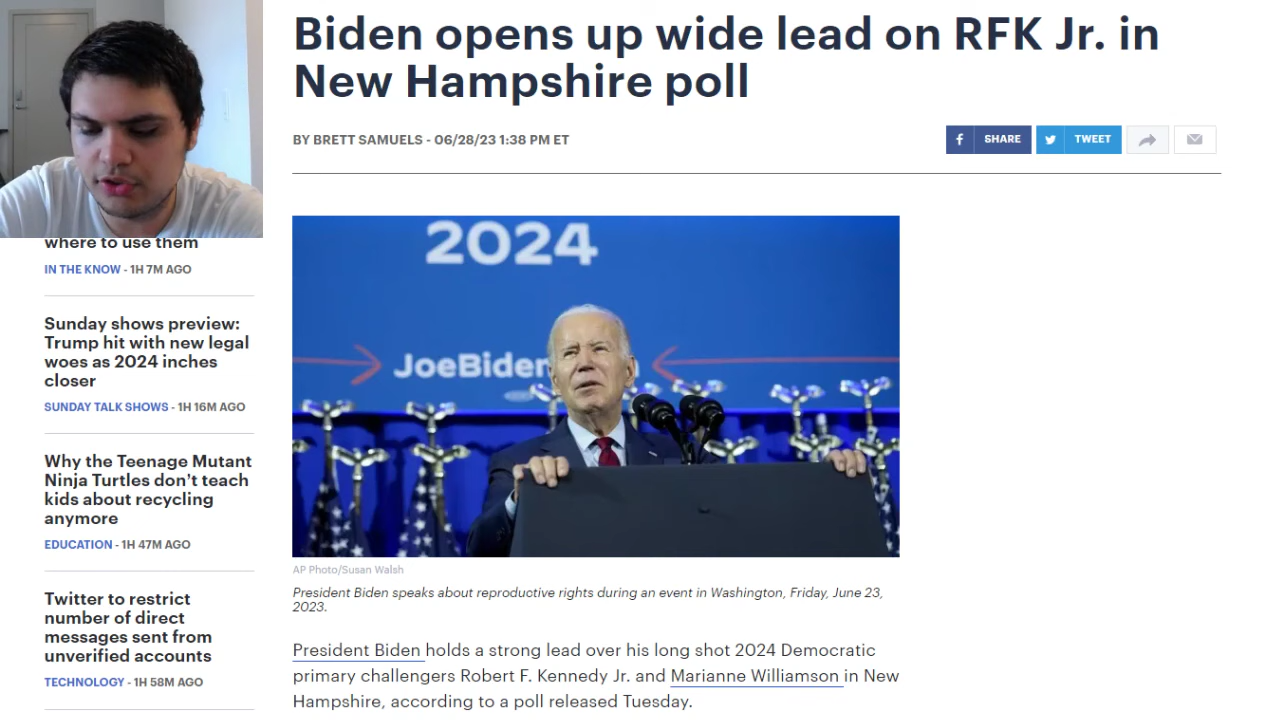 Biden opens up wide lead on RFK Jr. in
New Hampshire poll
BY BRETT SAMUELS - 06/28/23 1:38 PM ET
SHARE
TWEET
where to use them
IN THE KNOW - 1H 7M AGO
Sunday shows preview:
Trump hit with new legal
woes as 2024 inches
closer
SUNDAY TALK SHOWS - 1H 16M AGO
Why the Teenage Mutant
Ninja Turtles don't teach
kids about recycling
anymore
EDUCATION - 1H 47M AGO
Twitter to restrict
number of direct
messages sent from
unverified accounts
TECHNOLOGY - 1H 58M AGO
2024
JoeBiden
AP Photo/Susan Walsh
President Biden speaks about reproductive rights during an event in Washington, Friday, June 23,
2023.
President Biden holds a strong lead over his long shot 2024 Democratic
primary challengers Robert F. Kennedy Jr. and Marianne Williamson in New
Hampshire, according to a poll released Tuesday.